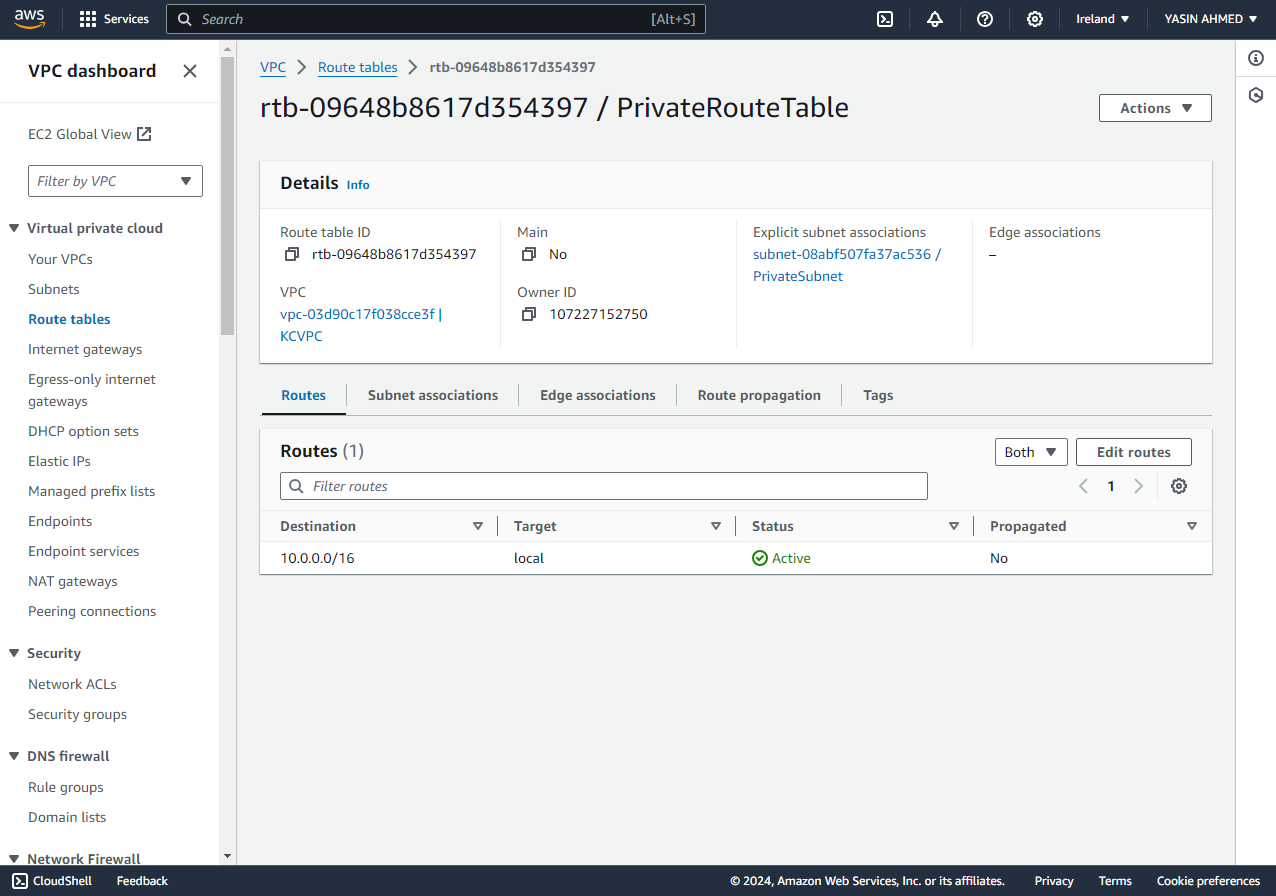 aws
Services
Search
[Alt+S]
Ireland
YASIN AHMED
VPC dashboard
EC2 Global View
Filter by VPC
Virtual private cloud
Your VPCs
Subnets
Route tables
Internet gateways
Egress-only internet
gateways
DHCP option sets
Elastic IPs
Managed prefix lists
Endpoints
Endpoint services
NAT gateways
Peering connections
Security
Network ACLs
Security groups
DNS firewall
Rule groups
Domain lists
Network Firewall
VPC
Route tables
rtb-09648b8617d354397
rtb-09648b8617d354397 / PrivateRouteTable
Actions
Details Info
Route table ID
rtb-09648b8617d354397
VPC
vpc-03d90c17f038cce3f |
KCVPC
Main
No
Owner ID
107227152750
Explicit subnet associations
subnet-08abf507fa37ac536 /
PrivateSubnet
Edge associations
–
Routes
Subnet associations
Edge associations
Route propagation
Tags
Routes (1)
Both
Edit routes
Filter routes
1
Destination Target Status Propagated
10.0.0.0/16 local Active No
CloudShell
Feedback
© 2024, Amazon Web Services, Inc. or its affiliates.
Privacy
Terms
Cookie preferences